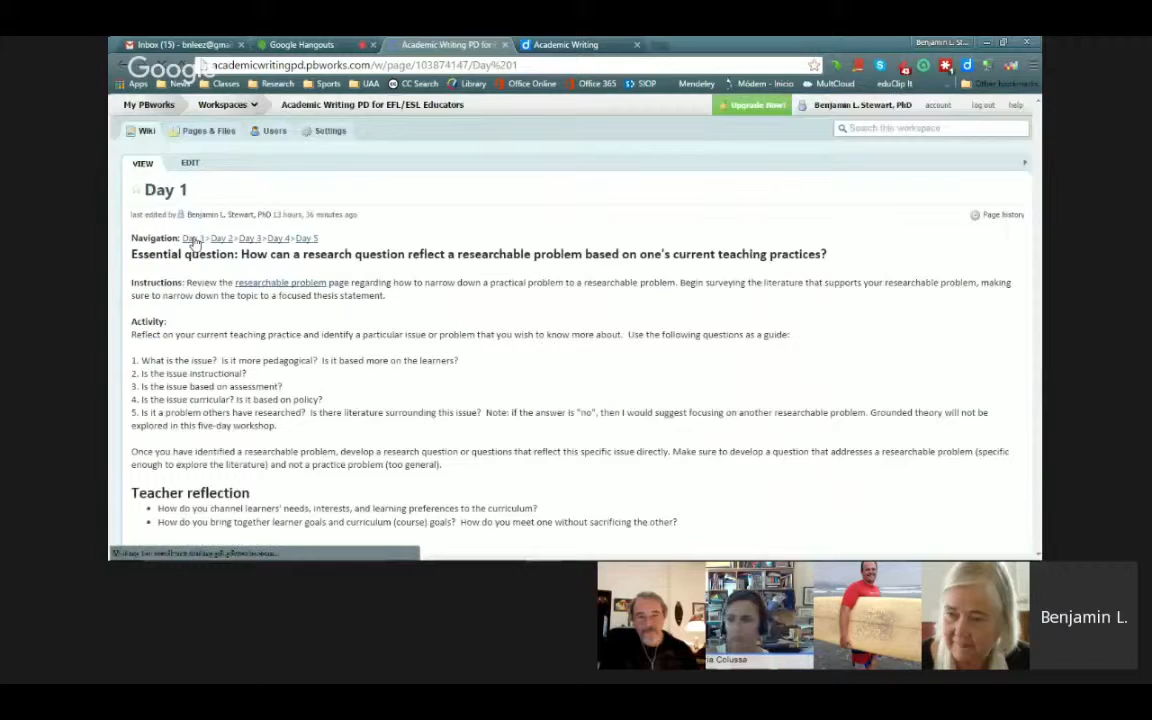 Inbox (15) - bnleez@gmai
Google Hangouts
Academic Writing PD for
Academic Writing
Benjamin L. St...
Google
academicwritingpd.pbworks.com/w/page/103874147/Day%201
Apps News Classes Research Sports UAA CC Search Library Office Online Office 365 SIOP Mendeley Módem - Inicio MultCloud eduClip It Other bookmarks
My PBworks Workspaces Academic Writing PD for EFL/ESL Educators Upgrade Now! Benjamin L. Stewart, PhD account log out help
Wiki Pages & Files Users Settings Search this workspace
VIEW EDIT
Day 1
last edited by Benjamin L. Stewart, PhD 13 hours, 36 minutes ago Page history
Navigation: Day 1> Day 2> Day 3> Day 4> Day 5
Essential question: How can a research question reflect a researchable problem based on one's current teaching practices?
Instructions: Review the researchable problem page regarding how to narrow down a practical problem to a researchable problem. Begin surveying the literature that supports your researchable problem, making
sure to narrow down the topic to a focused thesis statement.
Activity:
Reflect on your current teaching practice and identify a particular issue or problem that you wish to know more about. Use the following questions as a guide:
1. What is the issue? Is it more pedagogical? Is it based more on the learners?
2. Is the issue instructional?
3. Is the issue based on assessment?
4. Is the issue curricular? Is it based on policy?
5. Is it a problem others have researched? Is there literature surrounding this issue? Note: if the answer is "no", then I would suggest focusing on another researchable problem. Grounded theory will not be
explored in this five-day workshop.
Once you have identified a researchable problem, develop a research question or questions that reflect this specific issue directly. Make sure to develop a question that addresses a researchable problem (specific
enough to explore the literature) and not a practice problem (too general).
Teacher reflection
• How do you channel learners' needs, interests, and learning preferences to the curriculum?
• How do you bring together learner goals and curriculum (course) goals? How do you meet one without sacrificing the other?
ia Colussa
Benjamin L.